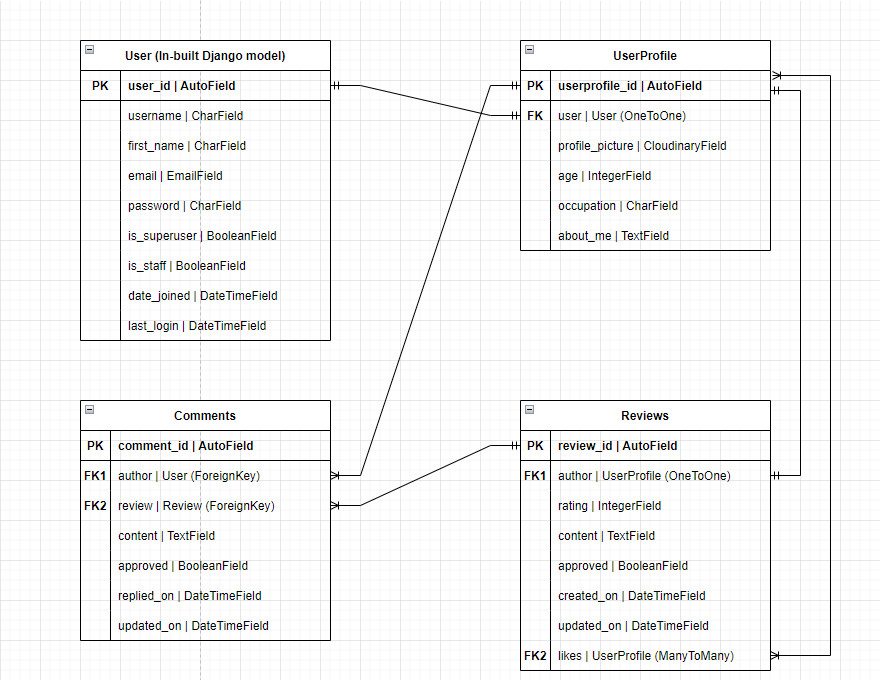 User (In-built Django model)
PK user_id | AutoField
username | CharField
first_name | CharField
email | EmailField
password | CharField
is_superuser | BooleanField
is_staff | BooleanField
date_joined | DateTimeField
last_login | DateTimeField
UserProfile
PK userprofile_id | AutoField
FK user | User (OneToOne)
profile_picture | CloudinaryField
age | IntegerField
occupation | CharField
about_me | TextField
Comments
PK comment_id | AutoField
FK1 author | User (ForeignKey)
FK2 review | Review (ForeignKey)
content | TextField
approved | BooleanField
replied_on | DateTimeField
updated_on | DateTimeField
Reviews
PK review_id | AutoField
FK1 author | UserProfile (OneToOne)
rating | IntegerField
content | TextField
approved | BooleanField
created_on | DateTimeField
updated_on | DateTimeField
FK2 likes | UserProfile (ManyToMany)